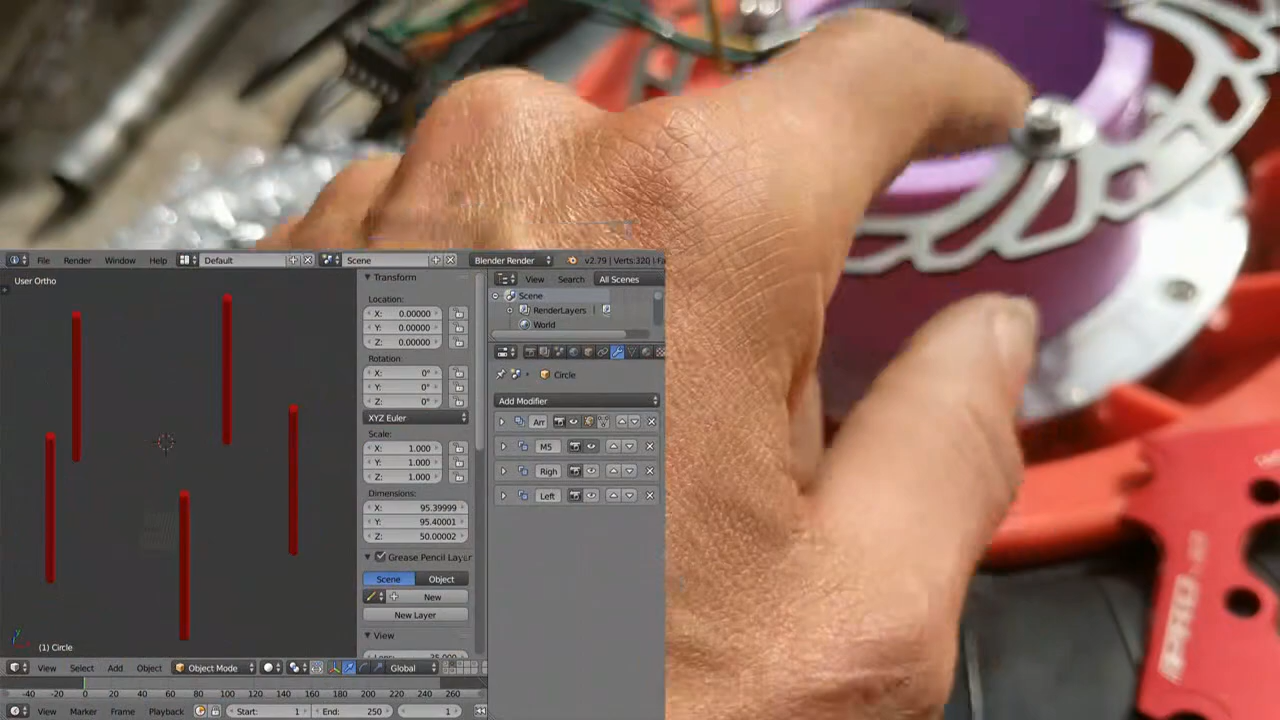 File Render Window Help Default Scene Blender Render v2.79 | Verts:320 | Fa
User Ortho
Transform
Location:
X: 0.00000
Y: 0.00000
Z: 0.00000
Rotation:
X: 0°
Y: 0°
Z: 0°
XYZ Euler
Scale:
X: 1.000
Y: 1.000
Z: 1.000
Dimensions:
X: 95.39999
Y: 95.40001
Z: 50.00002
Grease Pencil Layer
Scene Object
New
New Layer
View
View Search All Scenes
Scene
RenderLayers
World
Circle
Add Modifier
Arr
M5
Righ
Left
(1) Circle
View Select Add Object Object Mode Global
-40 -20 0 20 40 60 80 100 120 140 160 180 200 220 240 260
View Marker Frame Playback Start: 1 End: 250 1